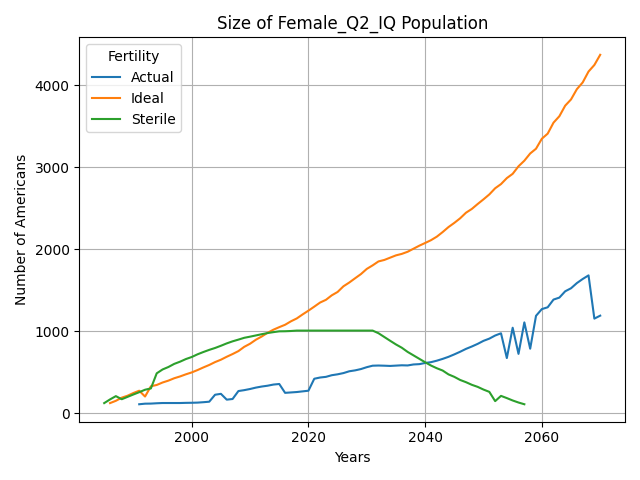 Size of Female_Q2_IQ Population
Fertility
Actual
Ideal
Sterile
Number of Americans
4000
3000
2000
1000
0
2000
2020
2040
2060
Years